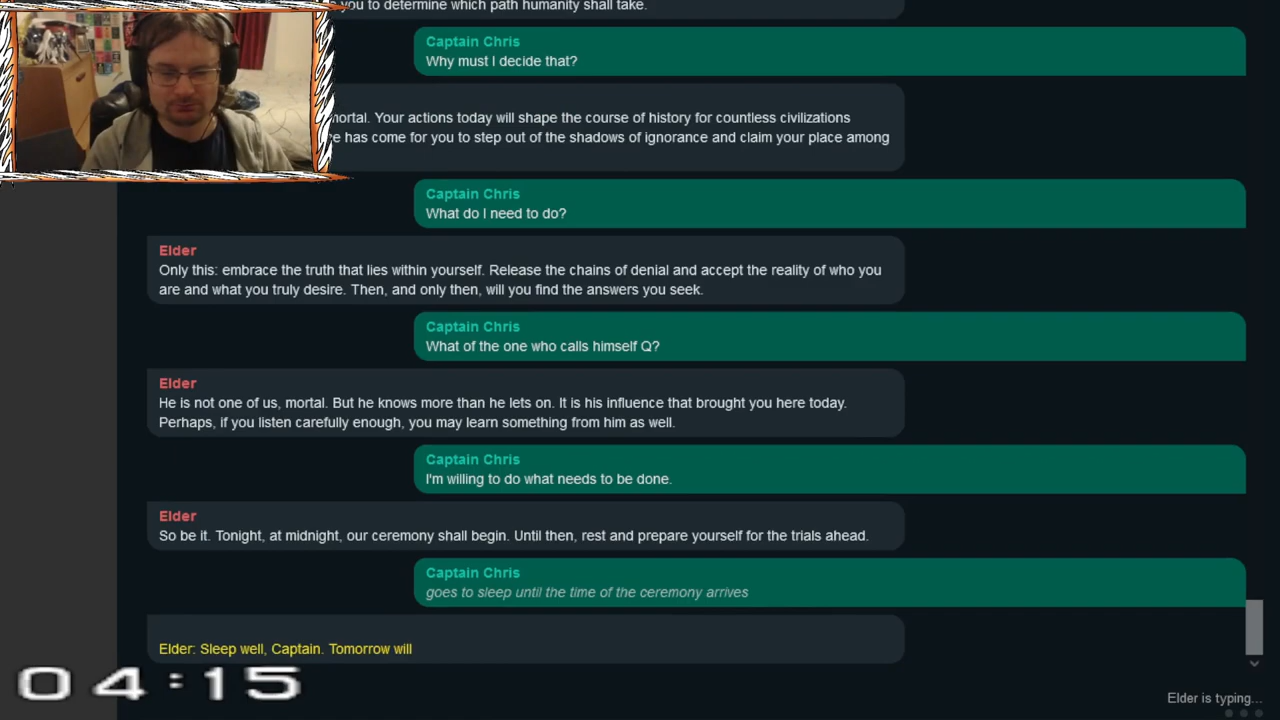 you to determine which path humanity shall take.
Captain Chris
Why must I decide that?
mortal. Your actions today will shape the course of history for countless civilizations
has come for you to step out of the shadows of ignorance and claim your place among
Captain Chris
What do I need to do?
Elder
Only this: embrace the truth that lies within yourself. Release the chains of denial and accept the reality of who you
are and what you truly desire. Then, and only then, will you find the answers you seek.
Captain Chris
What of the one who calls himself Q?
Elder
He is not one of us, mortal. But he knows more than he lets on. It is his influence that brought you here today.
Perhaps, if you listen carefully enough, you may learn something from him as well.
Captain Chris
I'm willing to do what needs to be done.
Elder
So be it. Tonight, at midnight, our ceremony shall begin. Until then, rest and prepare yourself for the trials ahead.
Captain Chris
goes to sleep until the time of the ceremony arrives
Elder: Sleep well, Captain. Tomorrow will
04:15
Elder is typing...